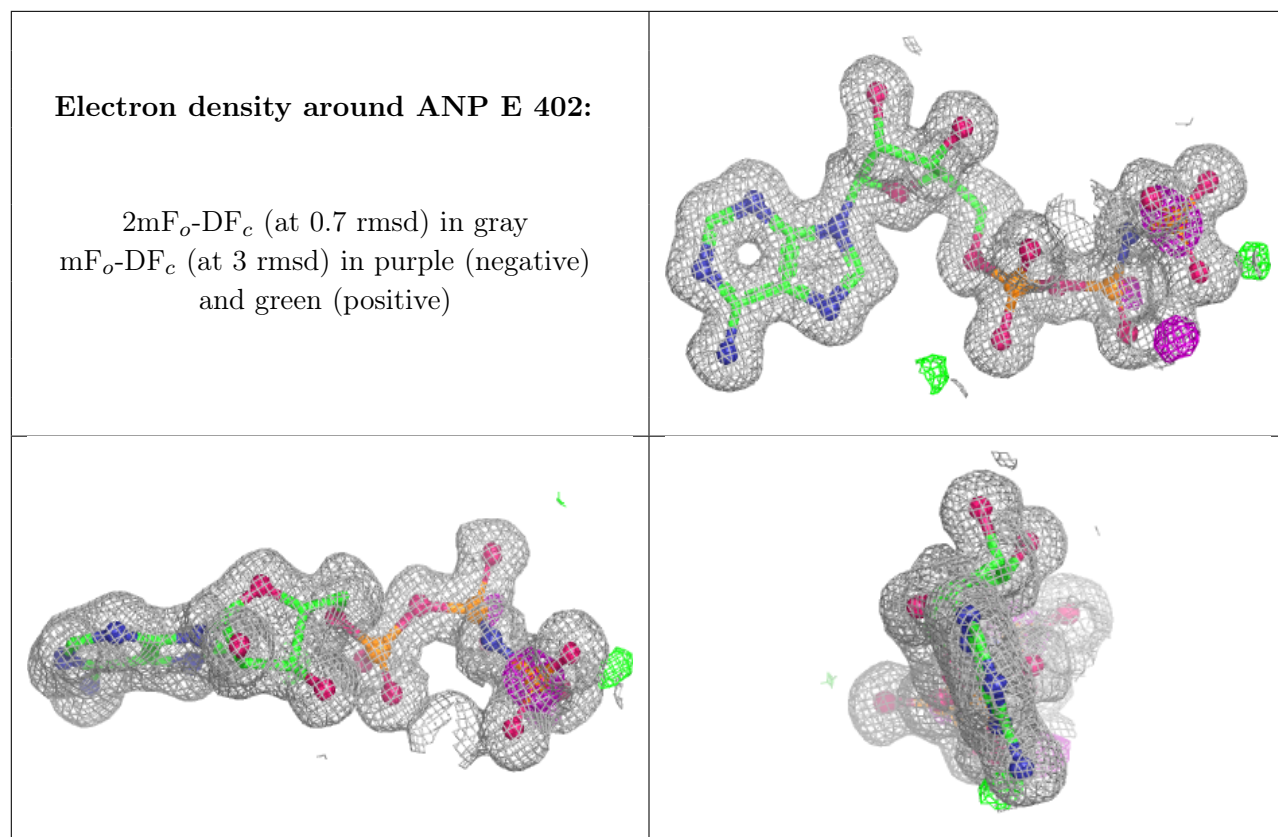 Electron density around ANP E 402:
2mFₒ-DF𝒸 (at 0.7 rmsd) in gray
mFₒ-DF𝒸 (at 3 rmsd) in purple (negative)
and green (positive)